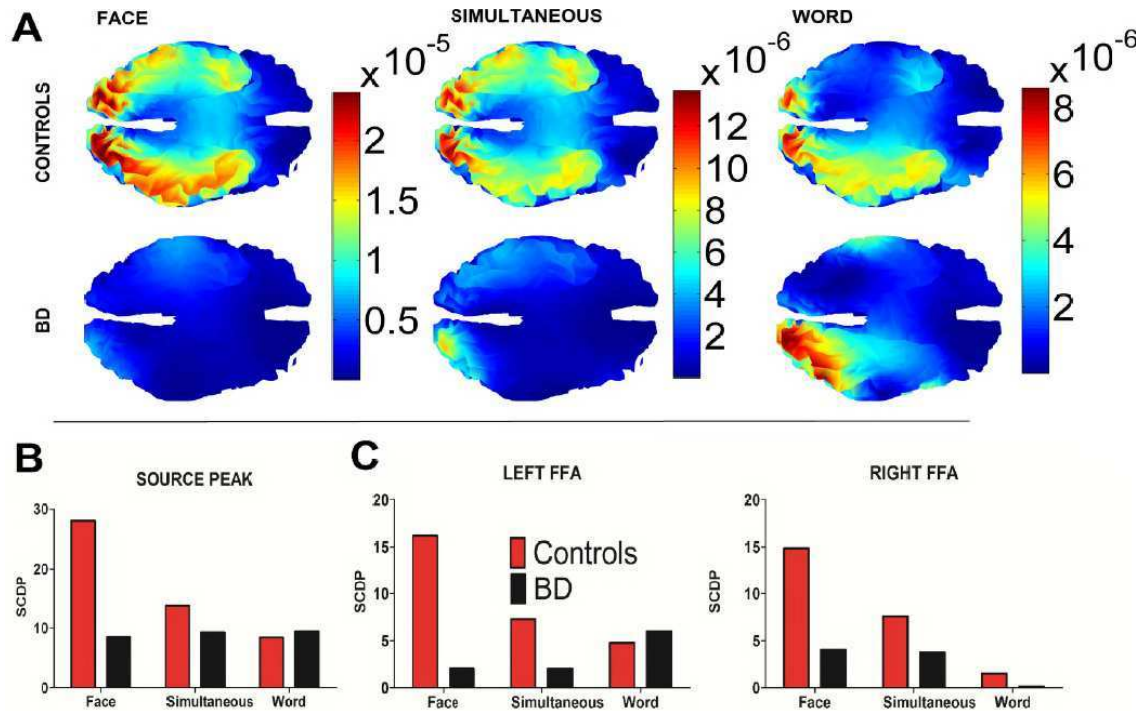 A
FACE
SIMULTANEOUS
WORD
CONTROLS
BD
x 10-5
2
1.5
1
0.5
x 10-6
12
10
8
6
4
2
x 10-6
8
6
4
2
B
SOURCE PEAK
SCDP
30
20
10
0
Face Simultaneous Word
C
LEFT FFA
SCDP
20
15
10
5
0
Controls
BD
Face Simultaneous Word
RIGHT FFA
SCDP
20
15
10
5
0
Face Simultaneous Word